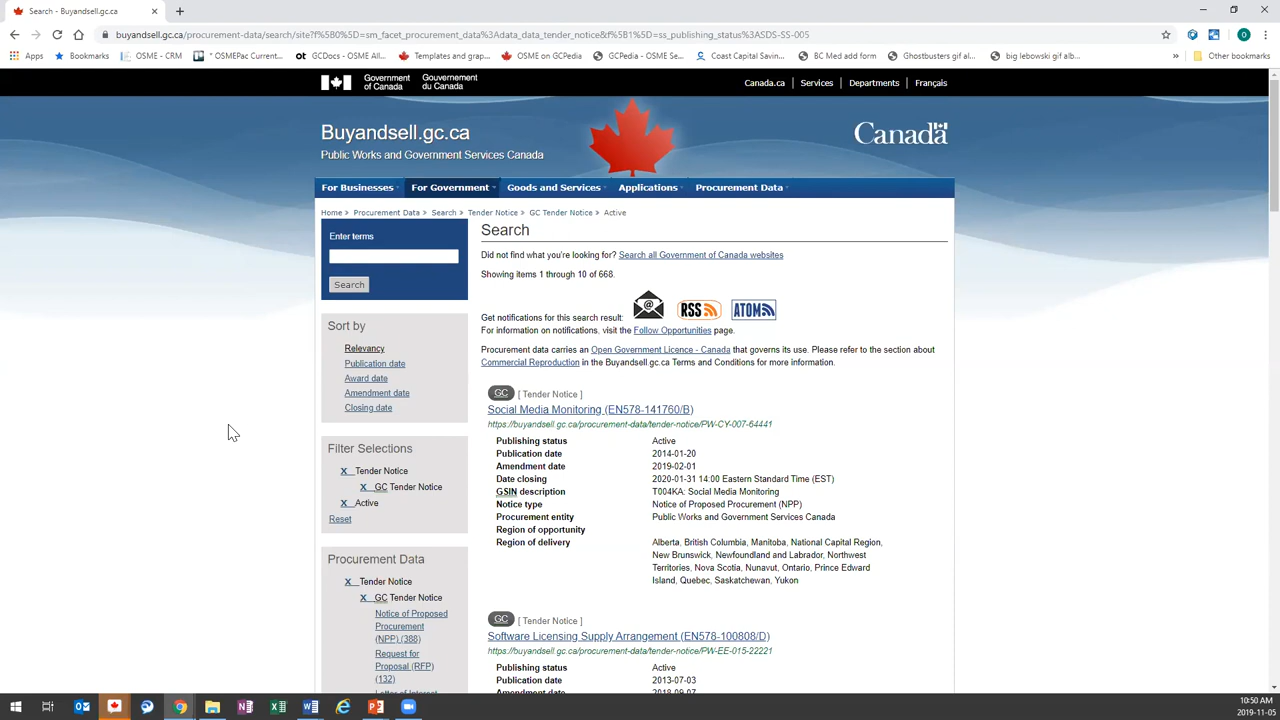 Search - Buyandsell.gc.ca
buyandsell.gc.ca/procurement-data/search/site?f%5B0%5D=sm_facet_procurement_data%3Adata_data_tender_notice&f%5B1%5D=ss_publishing_status%3ASDS-SS-005
Apps
Bookmarks
OSME - CRM
* OSMEPac Current...
GCDocs - OSME All...
Templates and grap...
OSME on GCPedia
GCPedia - OSME Se...
Coast Capital Savin...
BC Med add form
Ghostbusters gif alb...
big lebowski gif alb...
»
Other bookmarks
Government of Canada
Gouvernement du Canada
Canada.ca
Services
Departments
Français
Buyandsell.gc.ca
Public Works and Government Services Canada
Canada
For Businesses
For Government
Goods and Services
Applications
Procurement Data
Home » Procurement Data » Search » Tender Notice » GC Tender Notice » Active
Enter terms
Search
Sort by
Relevancy
Publication date
Award date
Amendment date
Closing date
Filter Selections
X Tender Notice
X GC Tender Notice
X Active
Reset
Procurement Data
X Tender Notice
X GC Tender Notice
Notice of Proposed
Procurement
(NPP) (388)
Request for
Proposal (RFP)
(132)
Letter of Interest
Search
Did not find what you're looking for? Search all Government of Canada websites
Showing items 1 through 10 of 668.
Get notifications for this search result:
@
RSS
ATOM
For information on notifications, visit the Follow Opportunities page.
Procurement data carries an Open Government Licence - Canada that governs its use. Please refer to the section about
Commercial Reproduction in the Buyandsell.gc.ca Terms and Conditions for more information.
GC [ Tender Notice ]
Social Media Monitoring (EN578-141760/B)
https://buyandsell.gc.ca/procurement-data/tender-notice/PW-CY-007-64441
Publishing status Active
Publication date 2014-01-20
Amendment date 2019-02-01
Date closing 2020-01-31 14:00 Eastern Standard Time (EST)
GSIN description T004KA: Social Media Monitoring
Notice type Notice of Proposed Procurement (NPP)
Procurement entity Public Works and Government Services Canada
Region of opportunity
Region of delivery Alberta, British Columbia, Manitoba, National Capital Region,
New Brunswick, Newfoundland and Labrador, Northwest
Territories, Nova Scotia, Nunavut, Ontario, Prince Edward
Island, Quebec, Saskatchewan, Yukon
GC [ Tender Notice ]
Software Licensing Supply Arrangement (EN578-100808/D)
https://buyandsell.gc.ca/procurement-data/tender-notice/PW-EE-015-22221
Publishing status Active
Publication date 2013-07-03
Amendment date 2018-09-07
10:50 AM
2019-11-05